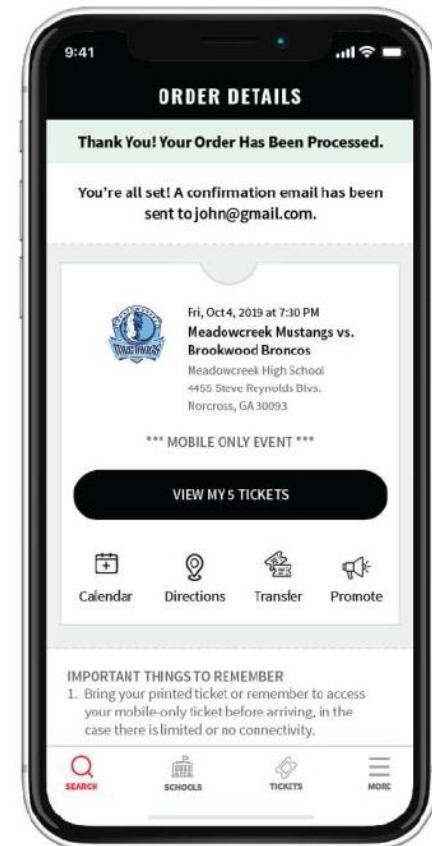 9:41
ORDER DETAILS
Thank You! Your Order Has Been Processed.
You're all set! A confirmation email has been
sent to john@gmail.com.
MUSTANGS
Fri, Oct 4, 2019 at 7:30 PM
Meadowcreek Mustangs vs.
Brookwood Broncos
Meadowcreek High School
4455 Steve Reynolds Blvs.
Norcross, GA 30093
*** MOBILE ONLY EVENT ***
VIEW MY 5 TICKETS
Calendar Directions Transfer Promote
IMPORTANT THINGS TO REMEMBER
1. Bring your printed ticket or remember to access
your mobile-only ticket before arriving, in the
case there is limited or no connectivity.
SEARCH SCHOOLS TICKETS MORE